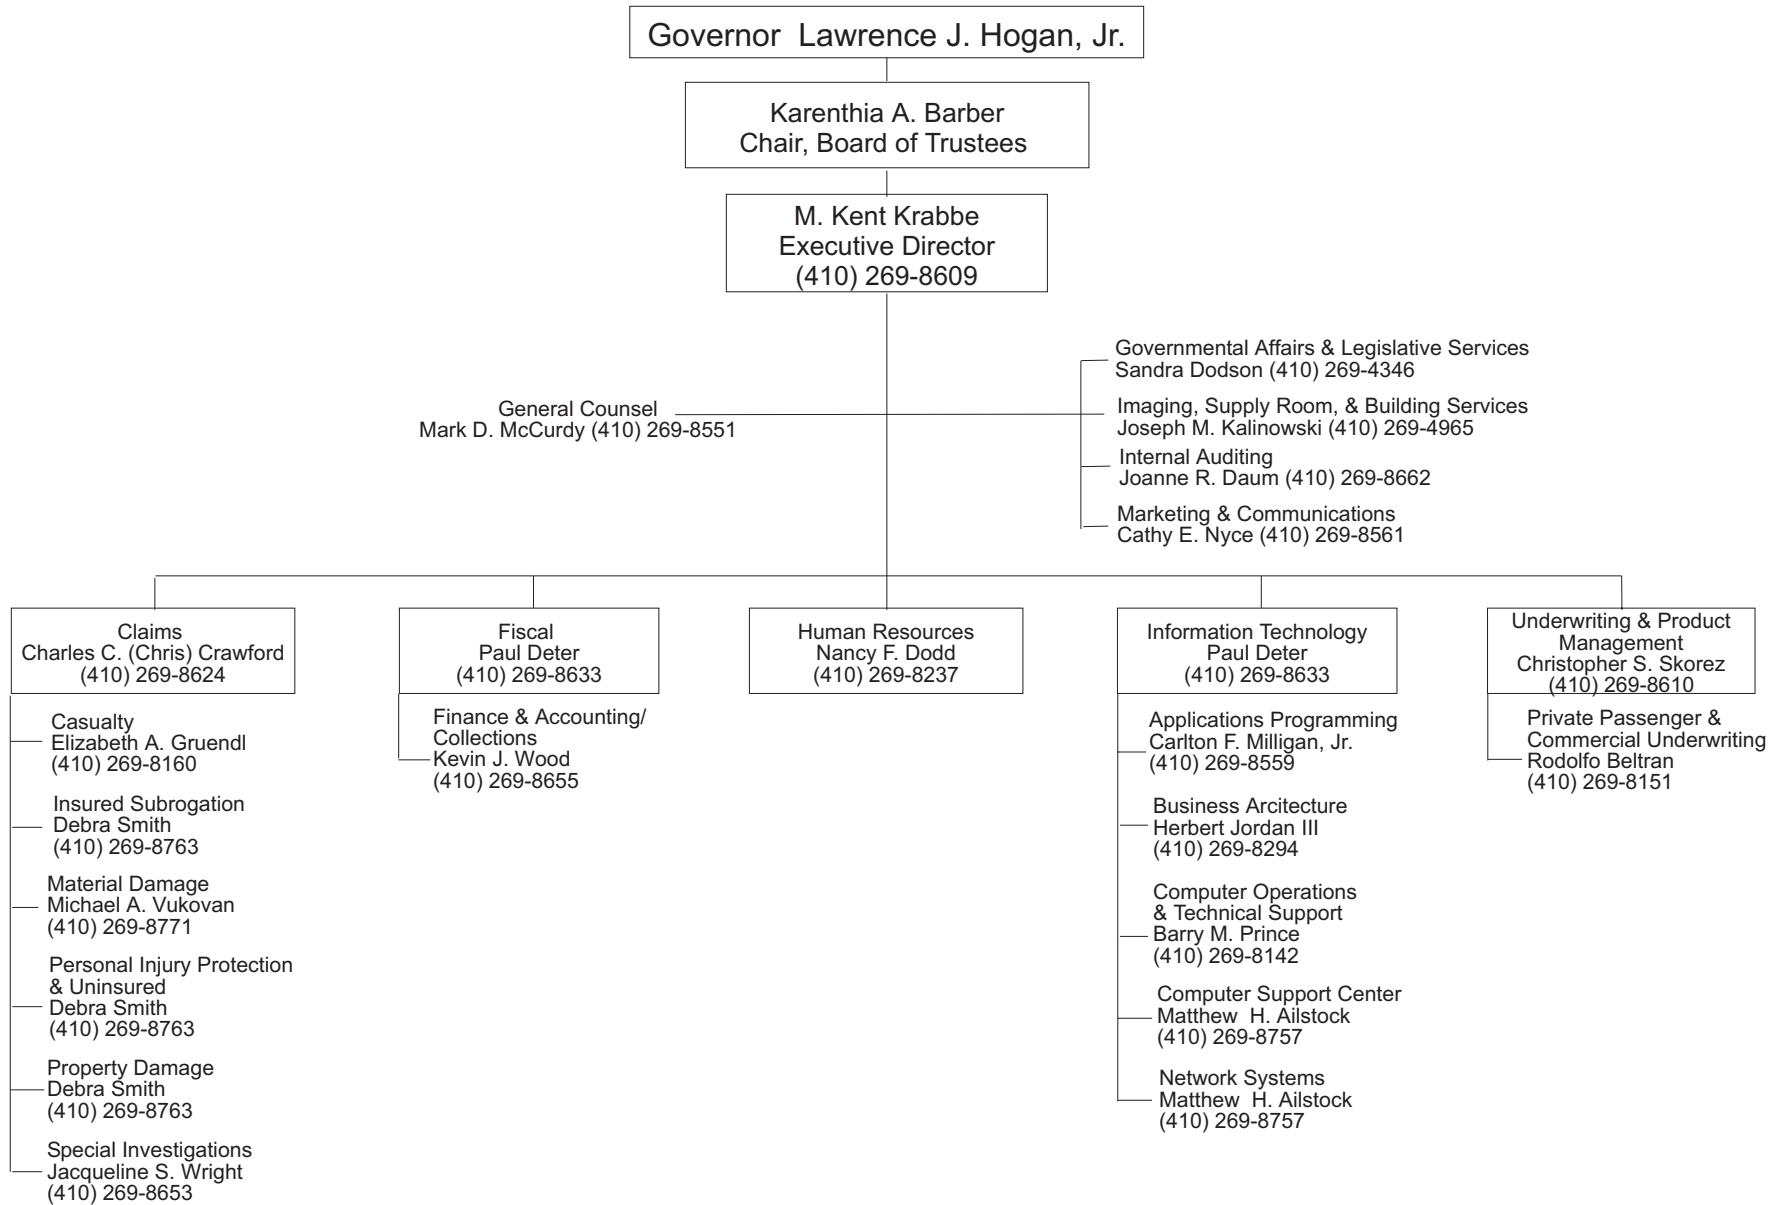 Governor  Lawrence J. Hogan, Jr.
Karenthia A. Barber
Chair, Board of Trustees
M. Kent Krabbe
Executive Director
(410) 269-8609
General Counsel
Mark D. McCurdy (410) 269-8551
Governmental Affairs & Legislative Services
Sandra Dodson (410) 269-4346
Imaging, Supply Room, & Building Services
Joseph M. Kalinowski (410) 269-4965
Internal Auditing
Joanne R. Daum (410) 269-8662
Marketing & Communications
Cathy E. Nyce (410) 269-8561
Claims
Charles C. (Chris) Crawford
(410) 269-8624
Casualty
Elizabeth A. Gruendl
(410) 269-8160
Insured Subrogation
Debra Smith
(410) 269-8763
Material Damage
Michael A. Vukovan
(410) 269-8771
Personal Injury Protection
& Uninsured
Debra Smith
(410) 269-8763
Property Damage
Debra Smith
(410) 269-8763
Special Investigations
Jacqueline S. Wright
(410) 269-8653
Fiscal
Paul Deter
(410) 269-8633
Finance & Accounting/
Collections
Kevin J. Wood
(410) 269-8655
Human Resources
Nancy F. Dodd
(410) 269-8237
Information Technology
Paul Deter
(410) 269-8633
Applications Programming
Carlton F. Milligan, Jr.
(410) 269-8559
Business Arcitecture
Herbert Jordan III
(410) 269-8294
Computer Operations
& Technical Support
Barry M. Prince
(410) 269-8142
Computer Support Center
Matthew  H. Ailstock
(410) 269-8757
Network Systems
Matthew  H. Ailstock
(410) 269-8757
Underwriting & Product
Management
Christopher S. Skorez
(410) 269-8610
Private Passenger &
Commercial Underwriting
Rodolfo Beltran
(410) 269-8151